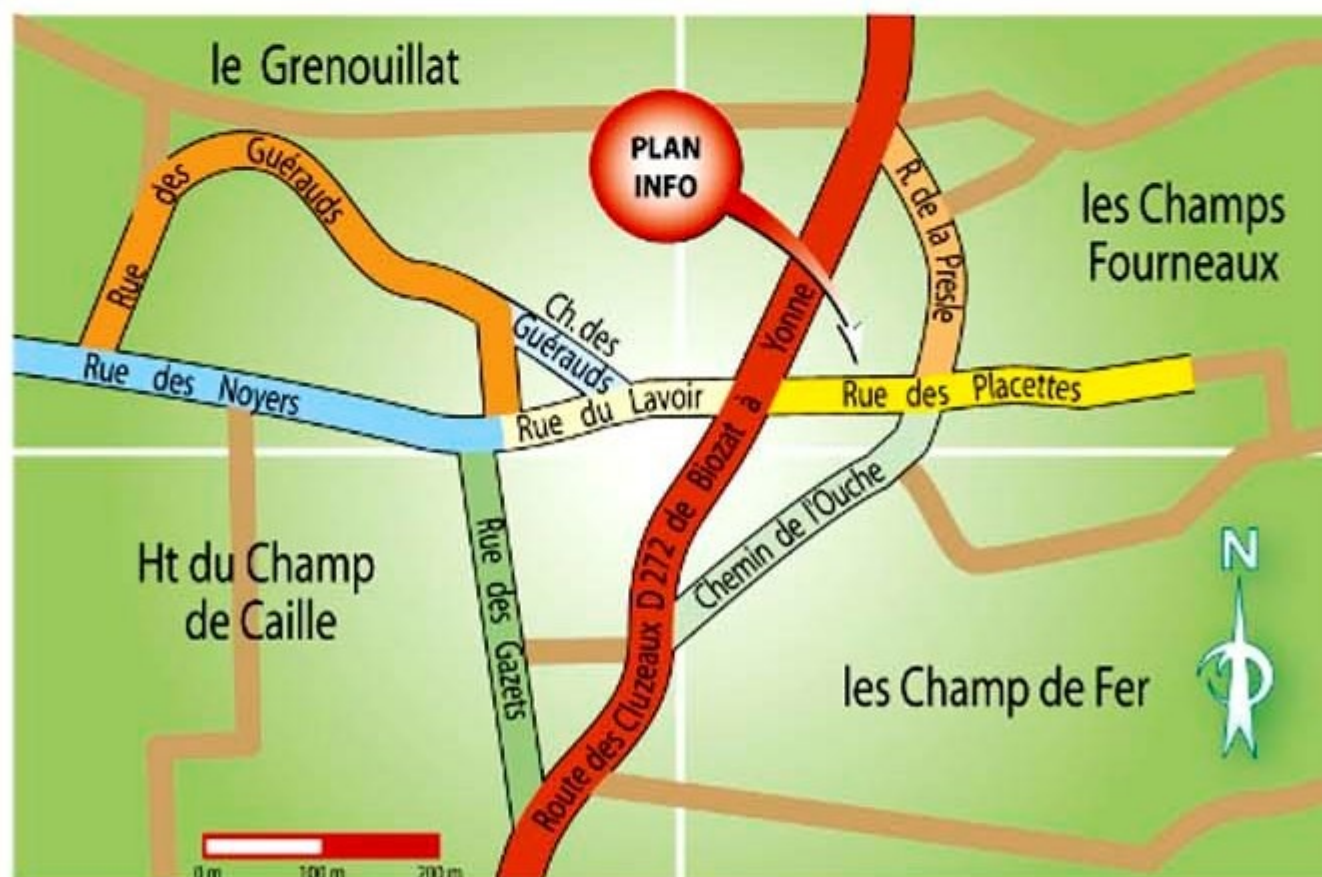 le Grenouillat
PLAN
INFO
Rue des Guérauds
R. de la Presle
les Champs
Fourneaux
Ch. des
Guérauds
Rue des Noyers
Rue du Lavoir
Rue des Placettes
Route des Cluzeaux D 272 de Biozat à Yonne
Chemin de l'Ouche
Rue des Gazets
Ht du Champ
de Caille
N
les Champ de Fer
0 m 100 m 200 m